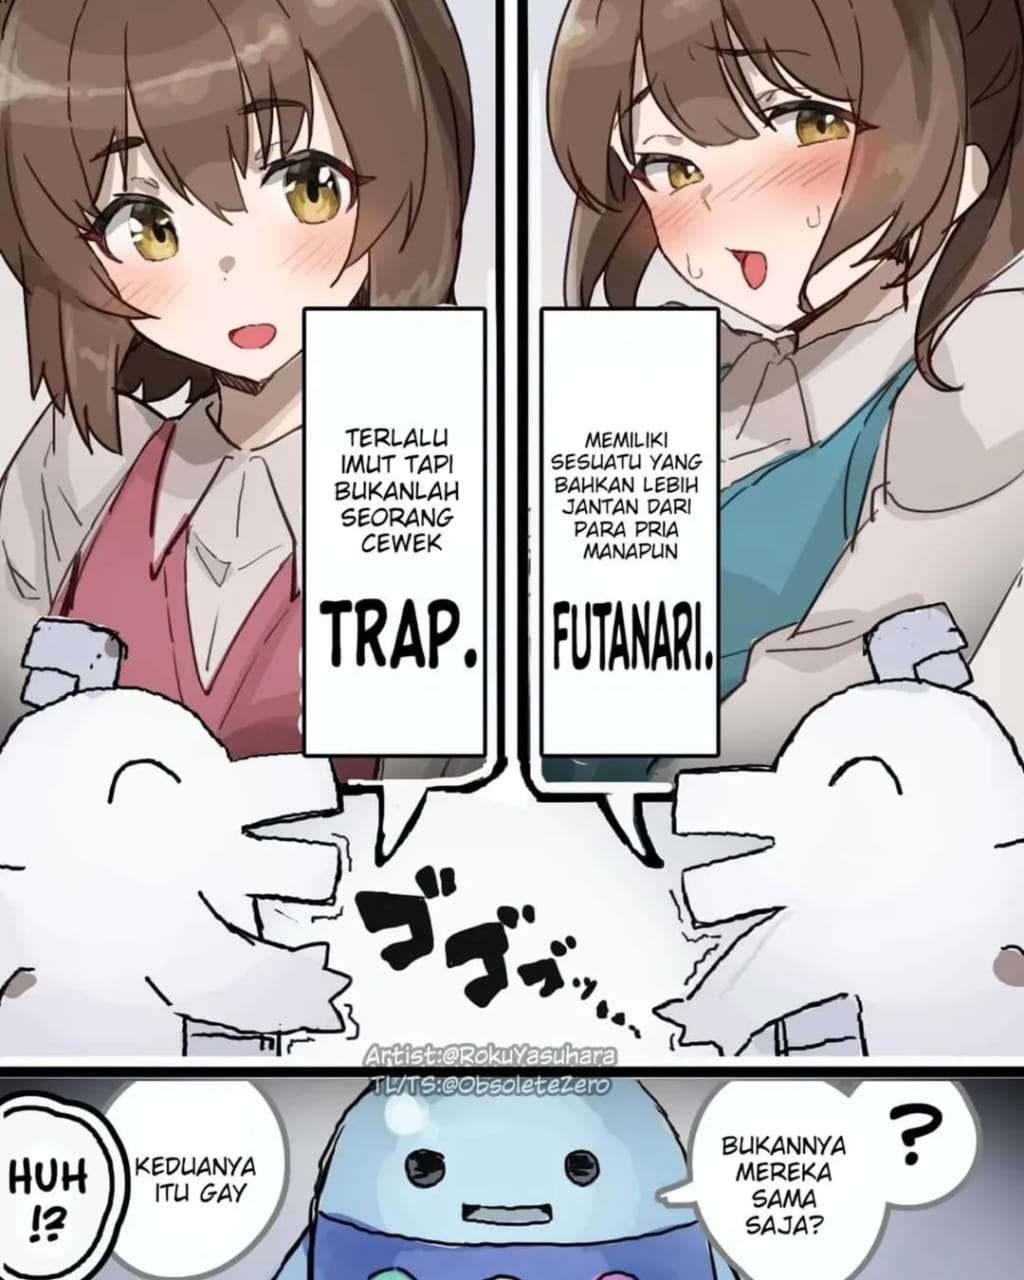 TERLALU
IMUT TAPI
BUKANLAH
SEORANG
CEWEK
TRAP.
MEMILIKI
SESUATU YANG
BAHKAN LEBIH
JANTAN DARI
PARA PRIA
MANAPUN
FUTANARI.
ゴゴゴッ
Artist:@RokuYasuhara
TL/TS:@ObsoleteZero
HUH
!?
KEDUANYA
ITU GAY
BUKANNYA
MEREKA
SAMA
SAJA?
?